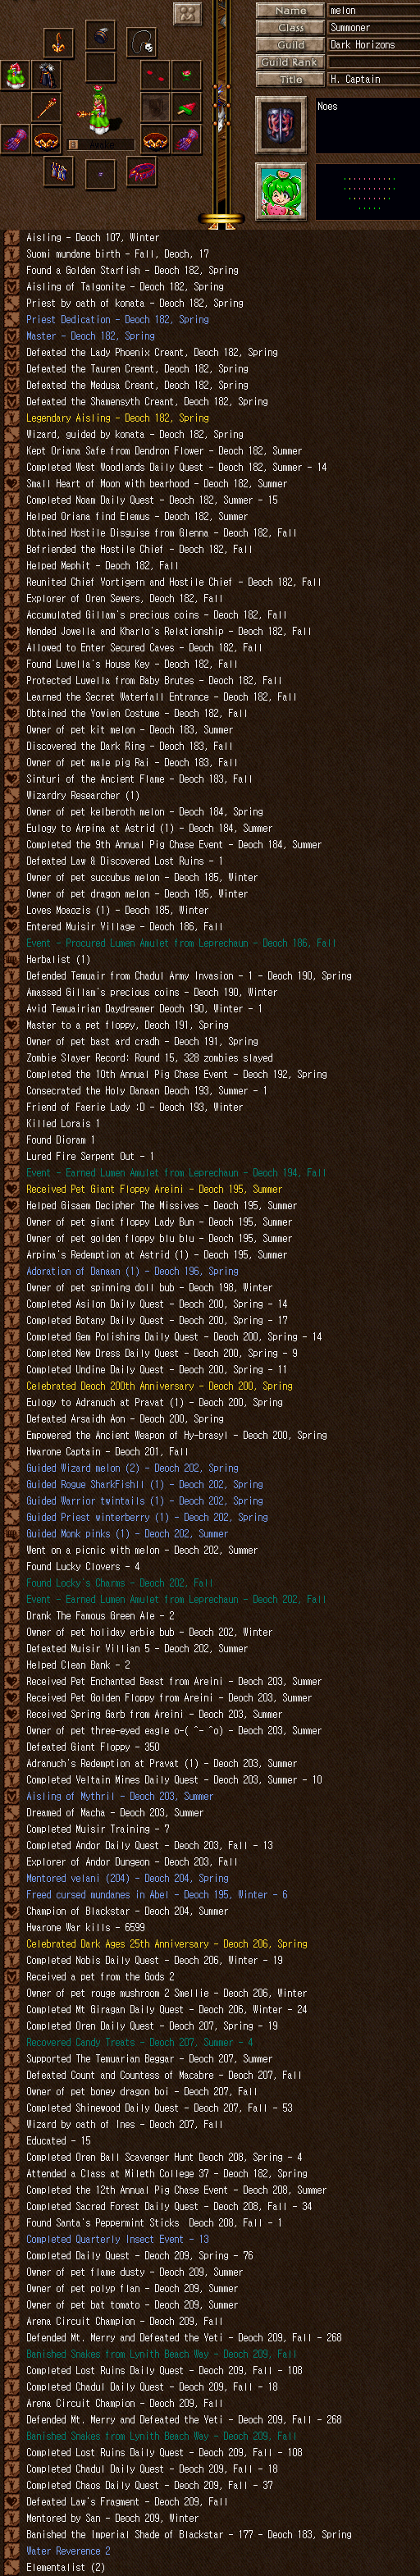 Name melon
Class Summoner
Guild Dark Horizons
Guild Rank
Title H. Captain
Noes
Awake
Aisling - Deoch 107, Winter
Suomi mundane birth - Fall, Deoch, 17
Found a Golden Starfish - Deoch 182, Spring
Aisling of Talgonite - Deoch 182, Spring
Priest by oath of konata - Deoch 182, Spring
Priest Dedication - Deoch 182, Spring
Master - Deoch 182, Spring
Defeated the Lady Phoenix Creant, Deoch 182, Spring
Defeated the Tauren Creant, Deoch 182, Spring
Defeated the Medusa Creant, Deoch 182, Spring
Defeated the Shamensyth Creant, Deoch 182, Spring
Legendary Aisling - Deoch 182, Spring
Wizard, guided by konata - Deoch 182, Spring
Kept Oriana Safe from Dendron Flower - Deoch 182, Summer
Completed West Woodlands Daily Quest - Deoch 182, Summer - 14
Small Heart of Moon with bearhood - Deoch 182, Summer
Completed Noam Daily Quest - Deoch 182, Summer - 15
Helped Oriana find Elemus - Deoch 182, Summer
Obtained Hostile Disguise from Glenna - Deoch 182, Fall
Befriended the Hostile Chief - Deoch 182, Fall
Helped Mephit - Deoch 182, Fall
Reunited Chief Vortigern and Hostile Chief - Deoch 182, Fall
Explorer of Oren Sewers, Deoch 182, Fall
Accumulated Gillam's precious coins - Deoch 182, Fall
Mended Jowella and Kharlo's Relationship - Deoch 182, Fall
Allowed to Enter Secured Caves - Deoch 182, Fall
Found Luwella's House Key - Deoch 182, Fall
Protected Luwella from Baby Brutes - Deoch 182, Fall
Learned the Secret Waterfall Entrance - Deoch 182, Fall
Obtained the Yowien Costume - Deoch 182, Fall
Owner of pet kit melon - Deoch 183, Summer
Discovered the Dark Ring - Deoch 183, Fall
Owner of pet male pig Rai - Deoch 183, Fall
Sinturi of the Ancient Flame - Deoch 183, Fall
Wizardry Researcher (1)
Owner of pet kelberoth melon - Deoch 184, Spring
Eulogy to Arpina at Astrid (1) - Deoch 184, Summer
Completed the 9th Annual Pig Chase Event - Deoch 184, Summer
Defeated Law & Discovered Lost Ruins - 1
Owner of pet succubus melon - Deoch 185, Winter
Owner of pet dragon melon - Deoch 185, Winter
Loves Moaozis (1) - Deoch 185, Winter
Entered Muisir Village - Deoch 186, Fall
Event - Procured Lumen Amulet from Leprechaun - Deoch 186, Fall
Herbalist (1)
Defended Temuair from Chadul Army Invasion - 1 - Deoch 190, Spring
Amassed Gillam's precious coins - Deoch 190, Winter
Avid Temuairian Daydreamer Deoch 190, Winter - 1
Master to a pet floppy, Deoch 191, Spring
Owner of pet bast ard cradh - Deoch 191, Spring
Zombie Slayer Record: Round 15, 328 zombies slayed
Completed the 10th Annual Pig Chase Event - Deoch 192, Spring
Consecrated the Holy Danaan Deoch 193, Summer - 1
Friend of Faerie Lady :D - Deoch 193, Winter
Killed Lorais 1
Found Dioram 1
Lured Fire Serpent Out - 1
Event - Earned Lumen Amulet from Leprechaun - Deoch 194, Fall
Received Pet Giant Floppy Areini - Deoch 195, Summer
Helped Gisaem Decipher The Missives - Deoch 195, Summer
Owner of pet giant floppy Lady Bun - Deoch 195, Summer
Owner of pet golden floppy blu blu - Deoch 195, Summer
Arpina's Redemption at Astrid (1) - Deoch 195, Summer
Adoration of Danaan (1) - Deoch 196, Spring
Owner of pet spinning doll bub - Deoch 198, Winter
Completed Asilon Daily Quest - Deoch 200, Spring - 14
Completed Botany Daily Quest - Deoch 200, Spring - 17
Completed Gem Polishing Daily Quest - Deoch 200, Spring - 14
Completed New Dress Daily Quest - Deoch 200, Spring - 9
Completed Undine Daily Quest - Deoch 200, Spring - 11
Celebrated Deoch 200th Anniversary - Deoch 200, Spring
Eulogy to Adranuch at Pravat (1) - Deoch 200, Spring
Defeated Arsaidh Aon - Deoch 200, Spring
Empowered the Ancient Weapon of Hy-brasyl - Deoch 200, Spring
Hwarone Captain - Deoch 201, Fall
Guided Wizard melon (2) - Deoch 202, Spring
Guided Rogue SharkFishII (1) - Deoch 202, Spring
Guided Warrior twintails (1) - Deoch 202, Spring
Guided Priest winterberry (1) - Deoch 202, Spring
Guided Monk pinks (1) - Deoch 202, Summer
Went on a picnic with melon - Deoch 202, Summer
Found Lucky Clovers - 4
Found Locky's Charms - Deoch 202, Fall
Event - Earned Lumen Amulet from Leprechaun - Deoch 202, Fall
Drank The Famous Green Ale - 2
Owner of pet holiday erbie bub - Deoch 202, Winter
Defeated Muisir Villian 5 - Deoch 202, Summer
Helped Clean Bank - 2
Received Pet Enchanted Beast from Areini - Deoch 203, Summer
Received Pet Golden Floppy from Areini - Deoch 203, Summer
Received Spring Garb from Areini - Deoch 203, Summer
Owner of pet three-eyed eagle o-( ^- ^o) - Deoch 203, Summer
Defeated Giant Floppy - 350
Adranuch's Redemption at Pravat (1) - Deoch 203, Summer
Completed Veltain Mines Daily Quest - Deoch 203, Summer - 10
Aisling of Mythril - Deoch 203, Summer
Dreamed of Macha - Deoch 203, Summer
Completed Muisir Training - 7
Completed Andor Daily Quest - Deoch 203, Fall - 13
Explorer of Andor Dungeon - Deoch 203, Fall
Mentored velani (204) - Deoch 204, Spring
Freed cursed mundanes in Abel - Deoch 195, Winter - 6
Champion of Blackstar - Deoch 204, Summer
Hwarone War kills - 6599
Celebrated Dark Ages 25th Anniversary - Deoch 206, Spring
Completed Nobis Daily Quest - Deoch 206, Winter - 19
Received a pet from the Gods 2
Owner of pet rouge mushroom 2 Smellie - Deoch 206, Winter
Completed Mt Giragan Daily Quest - Deoch 206, Winter - 24
Completed Oren Daily Quest - Deoch 207, Spring - 19
Recovered Candy Treats - Deoch 207, Summer - 4
Supported The Temuarian Beggar - Deoch 207, Summer
Defeated Count and Countess of Macabre - Deoch 207, Fall
Owner of pet boney dragon boi - Deoch 207, Fall
Completed Shinewood Daily Quest - Deoch 207, Fall - 53
Wizard by oath of Ines - Deoch 207, Fall
Educated - 15
Completed Oren Ball Scavenger Hunt Deoch 208, Spring - 4
Attended a Class at Mileth College 37 - Deoch 182, Spring
Completed the 12th Annual Pig Chase Event - Deoch 208, Summer
Completed Sacred Forest Daily Quest - Deoch 208, Fall - 34
Found Santa's Peppermint Sticks  Deoch 208, Fall - 1
Completed Quarterly Insect Event - 13
Completed Daily Quest - Deoch 209, Spring - 76
Owner of pet flame dusty - Deoch 209, Summer
Owner of pet polyp flan - Deoch 209, Summer
Owner of pet bat tomato - Deoch 209, Summer
Arena Circuit Champion - Deoch 209, Fall
Defended Mt. Merry and Defeated the Yeti - Deoch 209, Fall - 268
Banished Snakes from Lynith Beach Way - Deoch 209, Fall
Completed Lost Ruins Daily Quest - Deoch 209, Fall - 108
Completed Chadul Daily Quest - Deoch 209, Fall - 18
Arena Circuit Champion - Deoch 209, Fall
Defended Mt. Merry and Defeated the Yeti - Deoch 209, Fall - 268
Banished Snakes from Lynith Beach Way - Deoch 209, Fall
Completed Lost Ruins Daily Quest - Deoch 209, Fall - 108
Completed Chadul Daily Quest - Deoch 209, Fall - 18
Completed Chaos Daily Quest - Deoch 209, Fall - 37
Defeated Law's Fragment - Deoch 209, Fall
Mentored by San - Deoch 209, Winter
Banished the Imperial Shade of Blackstar - 177 - Deoch 183, Spring
Water Reverence 2
Elementalist (2)